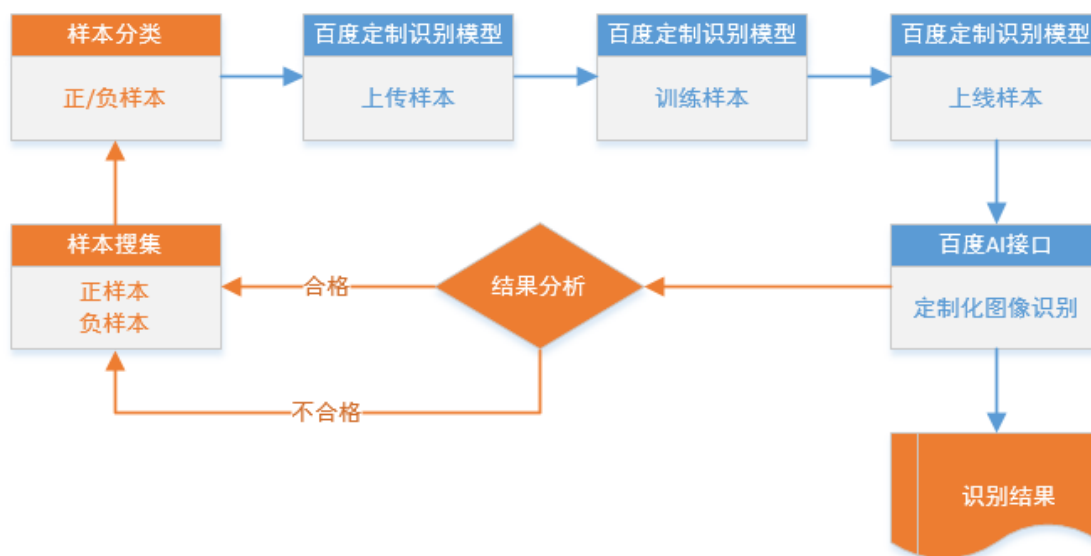 样本分类
正/负样本
百度定制识别模型
上传样本
百度定制识别模型
训练样本
百度定制识别模型
上线样本
样本搜集
正样本
负样本
合格
结果分析
百度AI接口
定制化图像识别
不合格
识别结果